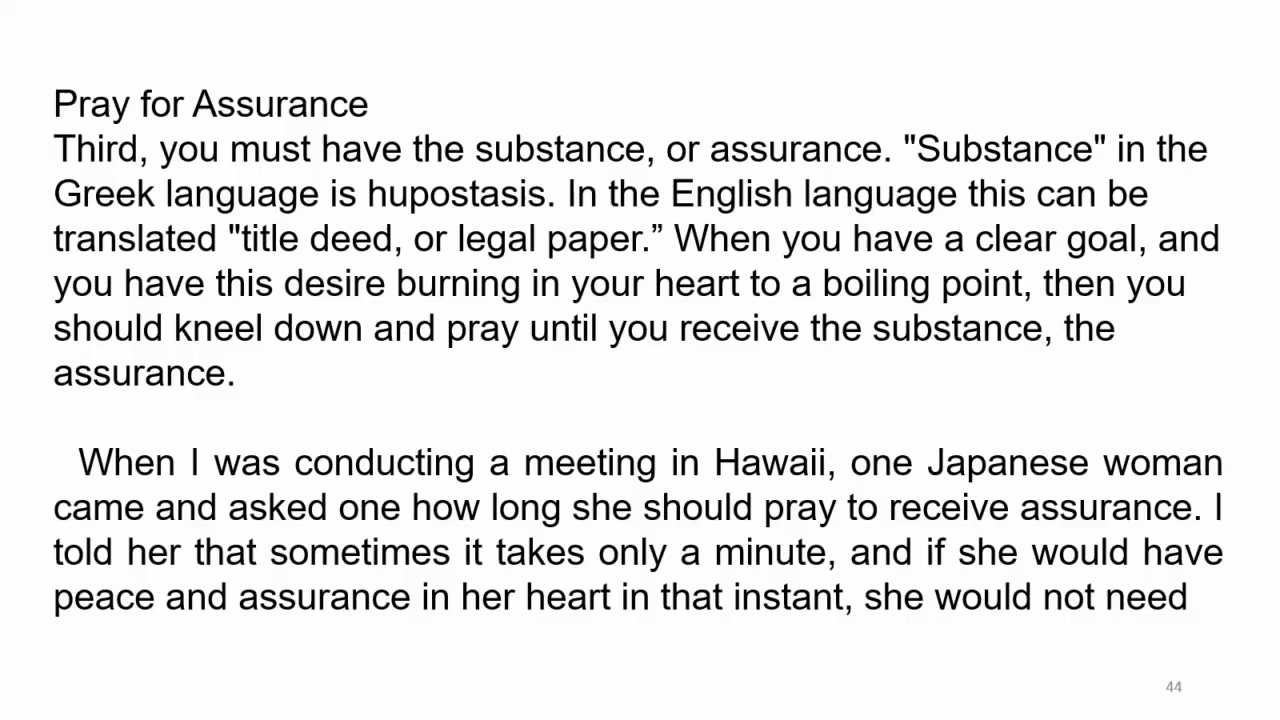 Pray for Assurance
Third, you must have the substance, or assurance. "Substance" in the
Greek language is hupostasis. In the English language this can be
translated "title deed, or legal paper.” When you have a clear goal, and
you have this desire burning in your heart to a boiling point, then you
should kneel down and pray until you receive the substance, the
assurance.
When I was conducting a meeting in Hawaii, one Japanese woman
came and asked one how long she should pray to receive assurance. I
told her that sometimes it takes only a minute, and if she would have
peace and assurance in her heart in that instant, she would not need
44